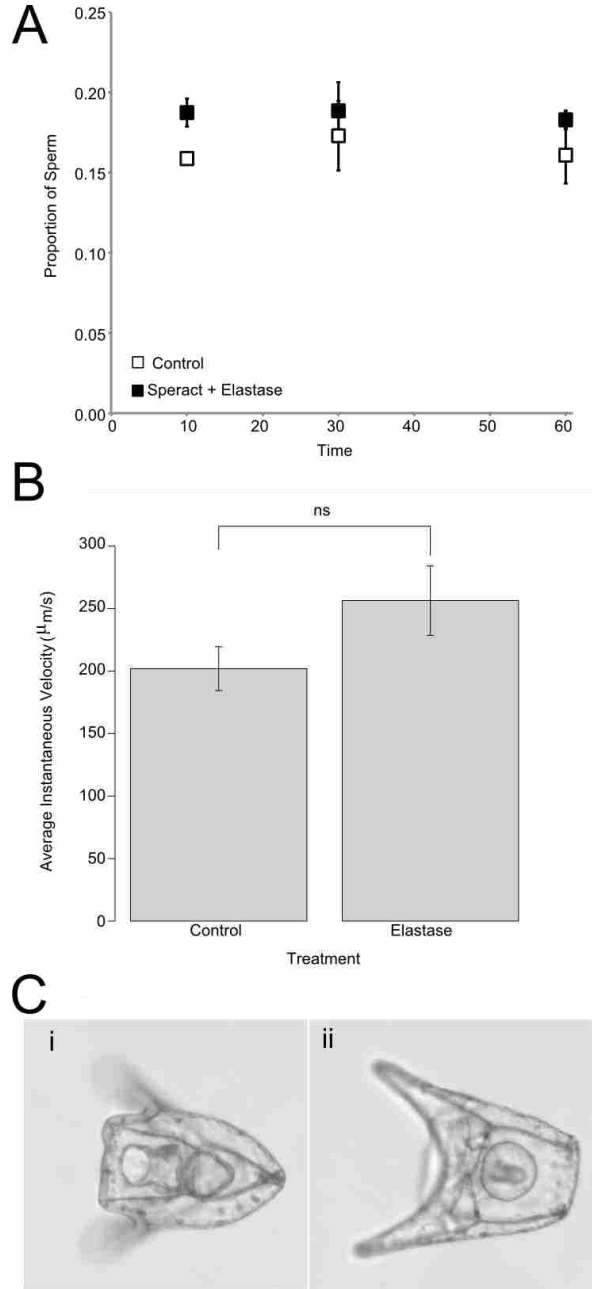 A
0.25
0.20
0.15
0.10
0.05
0.00
Proportion of Sperm
Control
Speract + Elastase
0 10 20 30 40 50 60
Time
B
ns
300
250
200
150
100
50
0
Average Instantaneous Velocity (μm/s)
Control Elastase
Treatment
C
i ii